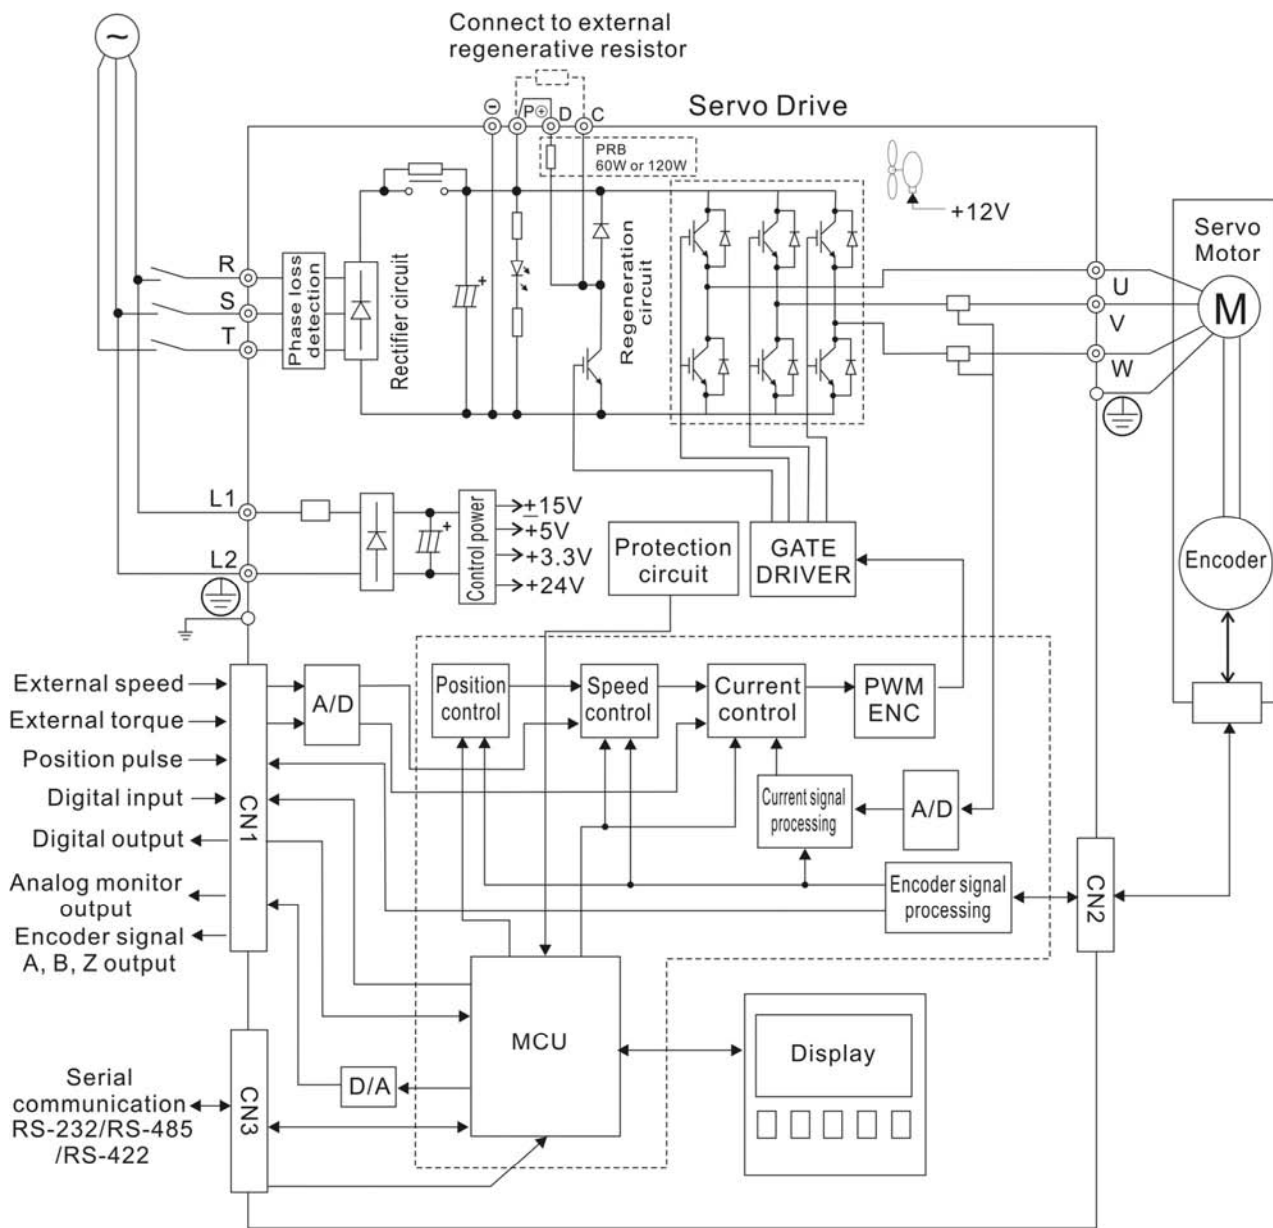 Connect to external
regenerative resistor
~
⊖
P⊕
D
C
Servo Drive
PRB
60W or 120W
+12V
Servo
Motor
R
S
T
Phase loss
detection
Rectifier circuit
+
Regeneration
circuit
U
V
W
M
L1
L2
+
Control power
±15V
+5V
+3.3V
+24V
Protection
circuit
GATE
DRIVER
Encoder
External speed
External torque
Position pulse
Digital input
Digital output
Analog monitor
output
Encoder signal
A, B, Z output
CN1
A/D
Position
control
Speed
control
Current
control
PWM
ENC
Current signal
processing
A/D
Encoder signal
processing
CN2
MCU
Display
D/A
Serial
communication
RS-232/RS-485
/RS-422
CN3